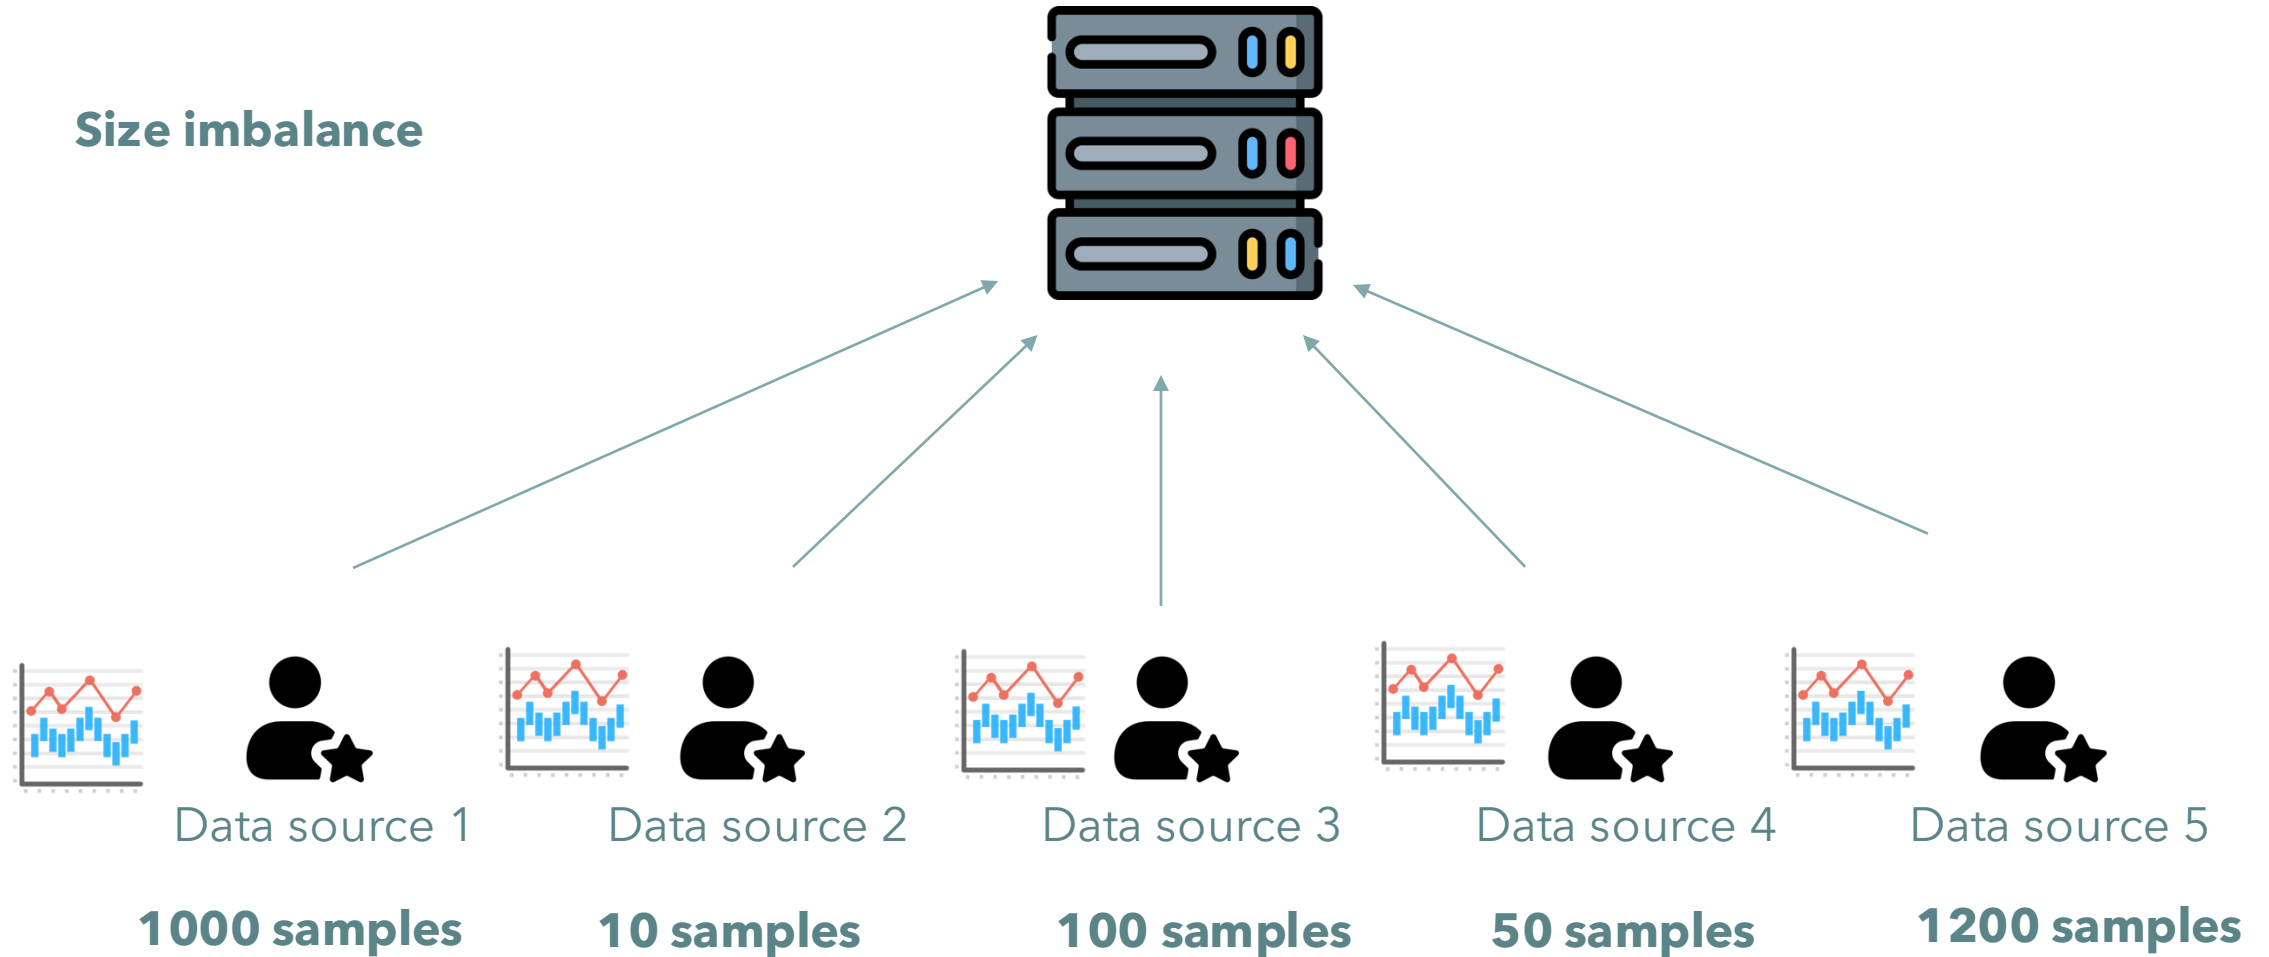 Size imbalance
Data source 1
Data source 2
Data source 3
Data source 4
Data source 5
1000 samples
10 samples
100 samples
50 samples
1200 samples